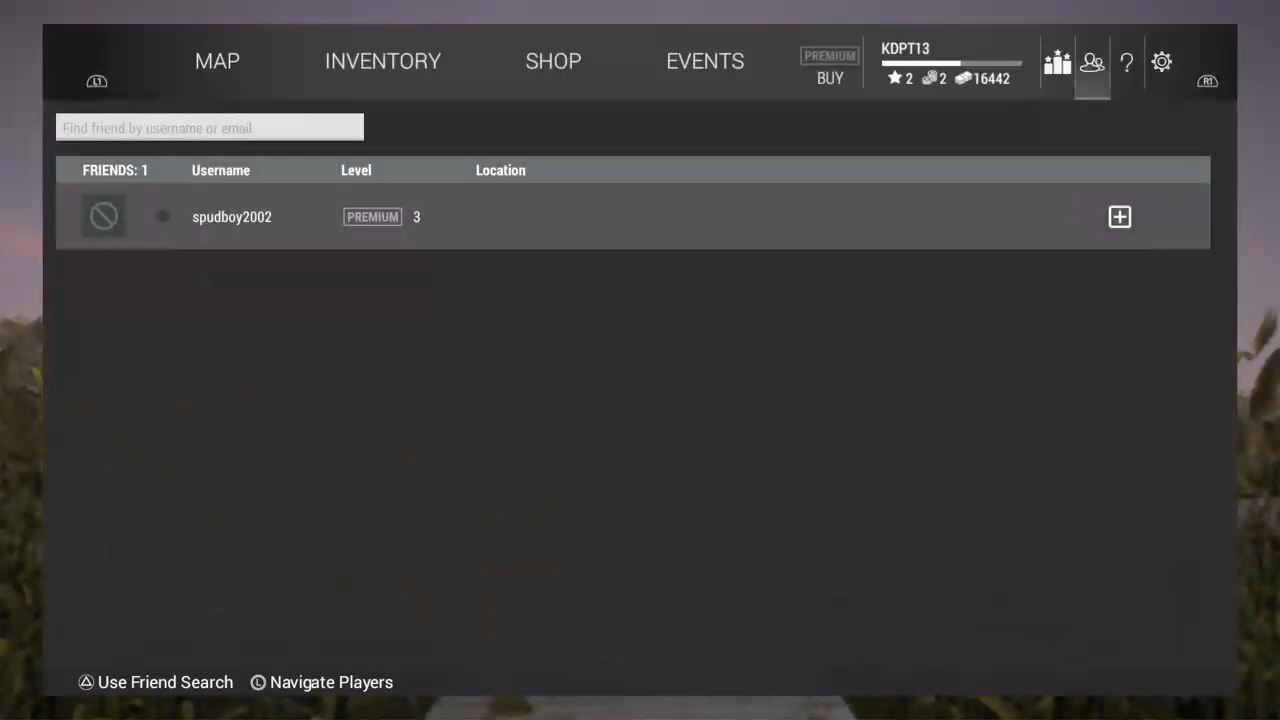 MAP INVENTORY SHOP EVENTS PREMIUM BUY KDPT13
L1 2 2 16442 ? R1
Find friend by username or email
FRIENDS: 1 Username Level Location
spudboy2002 PREMIUM 3
Use Friend Search L Navigate Players